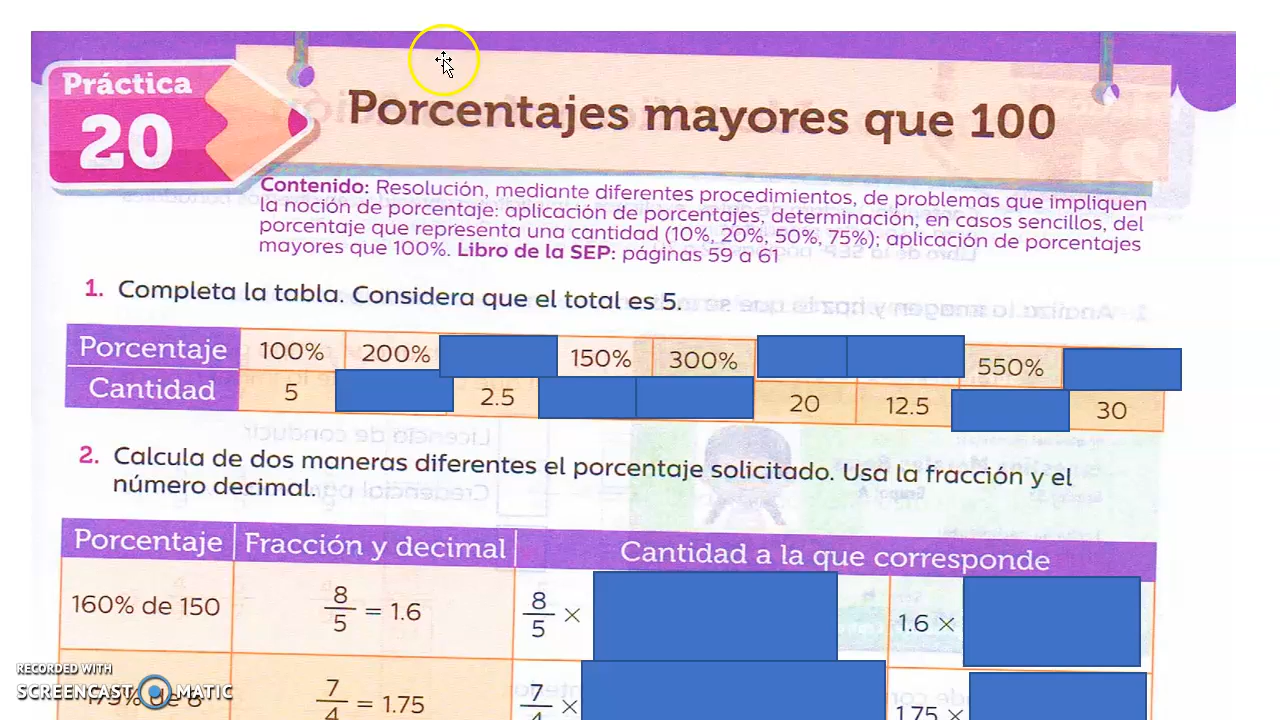 Práctica
20
Porcentajes mayores que 100
Contenido: Resolución, mediante diferentes procedimientos, de problemas que impliquen
la noción de porcentaje: aplicación de porcentajes, determinación, en casos sencillos, del
porcentaje que representa una cantidad (10%, 20%, 50%, 75%); aplicación de porcentajes
mayores que 100%. Libro de la SEP: páginas 59 a 61
1. Completa la tabla. Considera que el total es 5.
Porcentaje 100% 200% 150% 300% 550%
Cantidad 5 2.5 20 12.5 30
2. Calcula de dos maneras diferentes el porcentaje solicitado. Usa la fracción y el
número decimal.
Porcentaje Fracción y decimal Cantidad a la que corresponde
160% de 150 8/5 = 1.6 8/5 × 1.6 ×
7/4 = 1.75 7/4 × 1.75 ×
RECORDED WITH
SCREENCAST MATIC